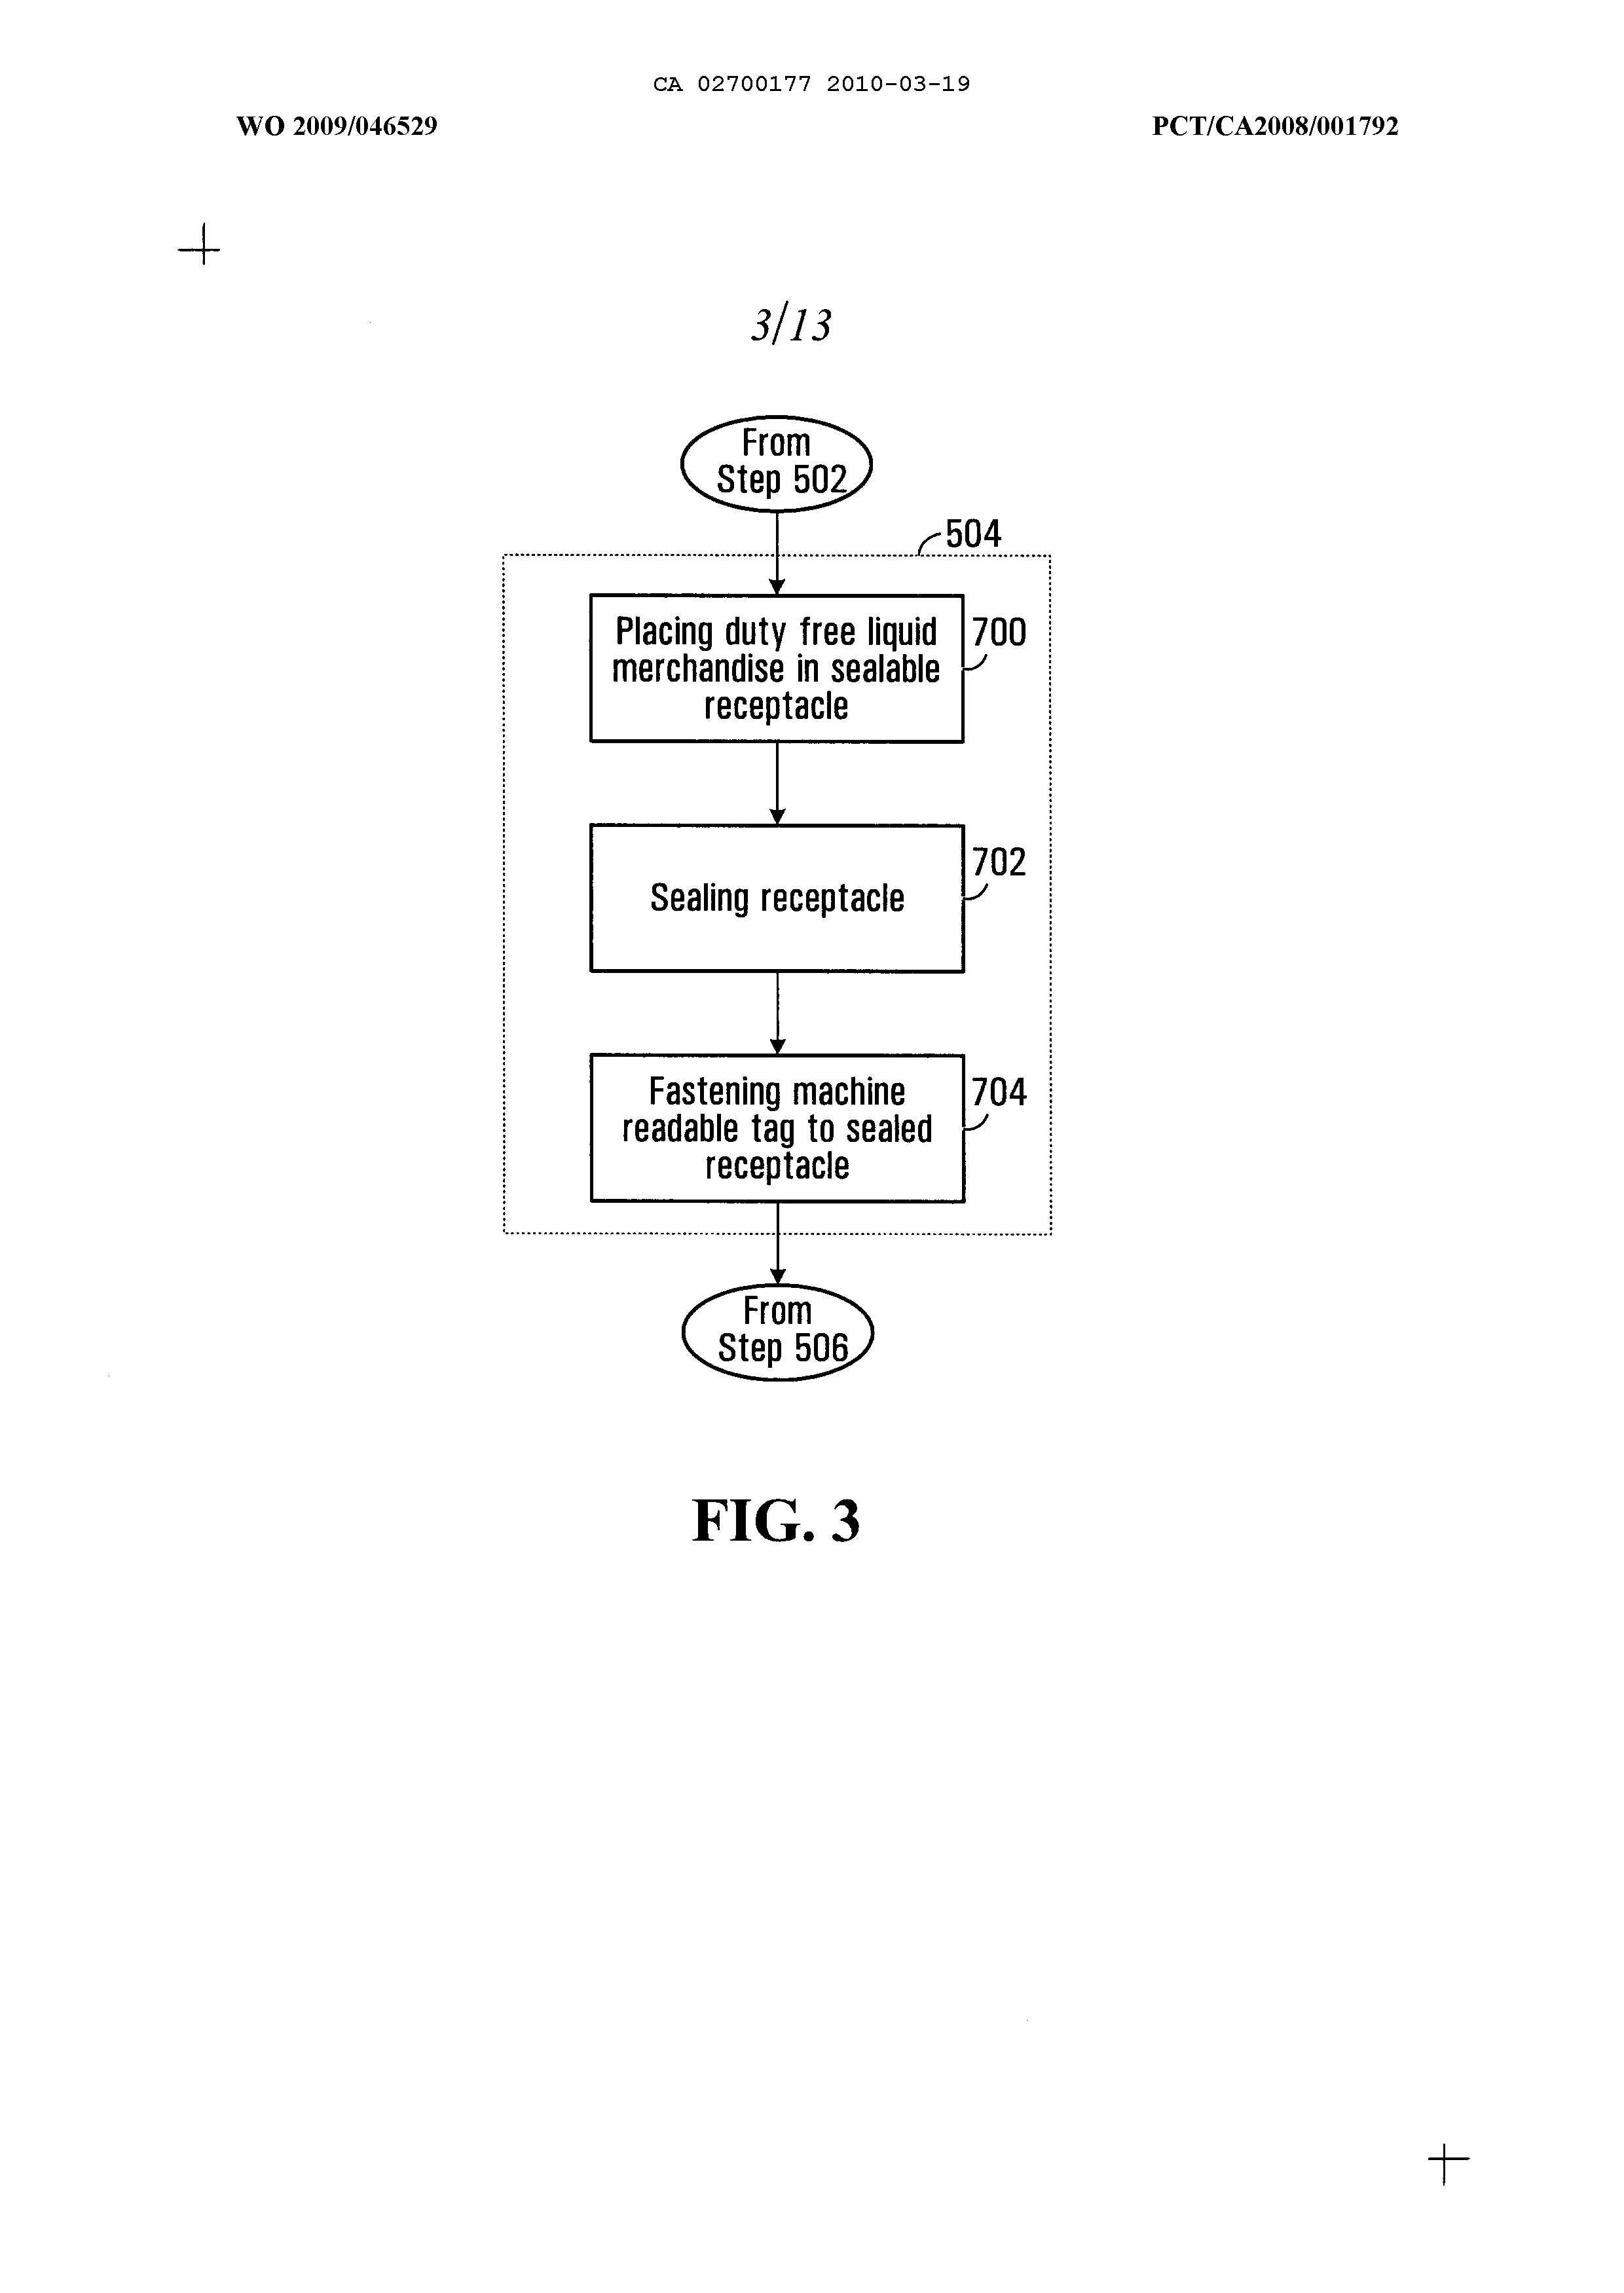 CA 02700177 2010-03-19
WO 2009/046529
PCT/CA2008/001792
3/13
From
Step 502
504
Placing duty free liquid
merchandise in sealable
receptacle
700
Sealing receptacle
702
Fastening machine
readable tag to sealed
receptacle
704
From
Step 506
FIG. 3